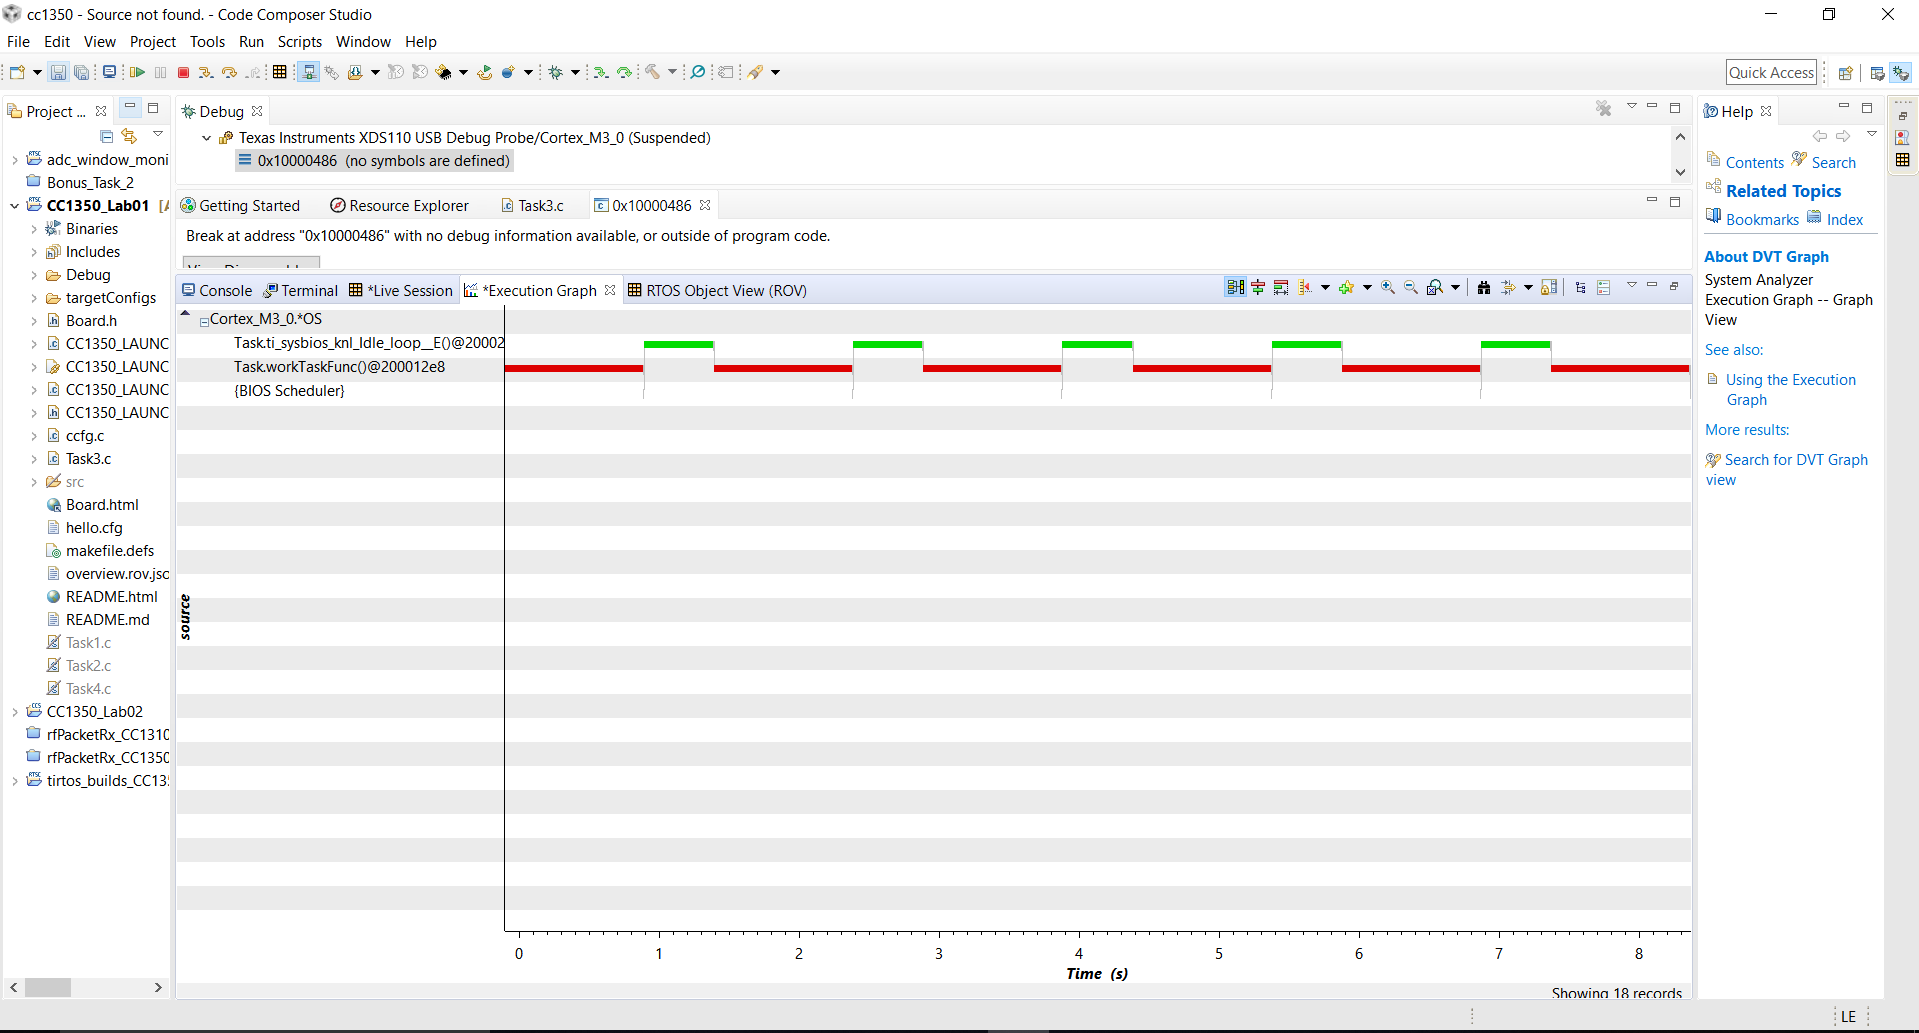 cc1350 - Source not found. - Code Composer Studio
File Edit View Project Tools Run Scripts Window Help
Quick Access
Project ...
adc_window_moni
Bonus_Task_2
CC1350_Lab01 [A
Binaries
Includes
Debug
targetConfigs
Board.h
CC1350_LAUNC
CC1350_LAUNC
CC1350_LAUNC
CC1350_LAUNC
ccfg.c
Task3.c
src
Board.html
hello.cfg
makefile.defs
overview.rov.jso
README.html
README.md
Task1.c
Task2.c
Task4.c
CC1350_Lab02
rfPacketRx_CC1310
rfPacketRx_CC1350
tirtos_builds_CC13
Debug
Texas Instruments XDS110 USB Debug Probe/Cortex_M3_0 (Suspended)
0x10000486 (no symbols are defined)
Getting Started Resource Explorer Task3.c 0x10000486
Break at address "0x10000486" with no debug information available, or outside of program code.
Console Terminal *Live Session *Execution Graph RTOS Object View (ROV)
Cortex_M3_0.*OS
Task.ti_sysbios_knl_Idle_loop__E()@20002
Task.workTaskFunc()@200012e8
{BIOS Scheduler}
source
0 1 2 3 4 5 6 7 8
Time (s)
Showing 18 records
Help
Contents Search
Related Topics
Bookmarks Index
About DVT Graph
System Analyzer
Execution Graph -- Graph
View
See also:
Using the Execution
Graph
More results:
Search for DVT Graph
view
LE